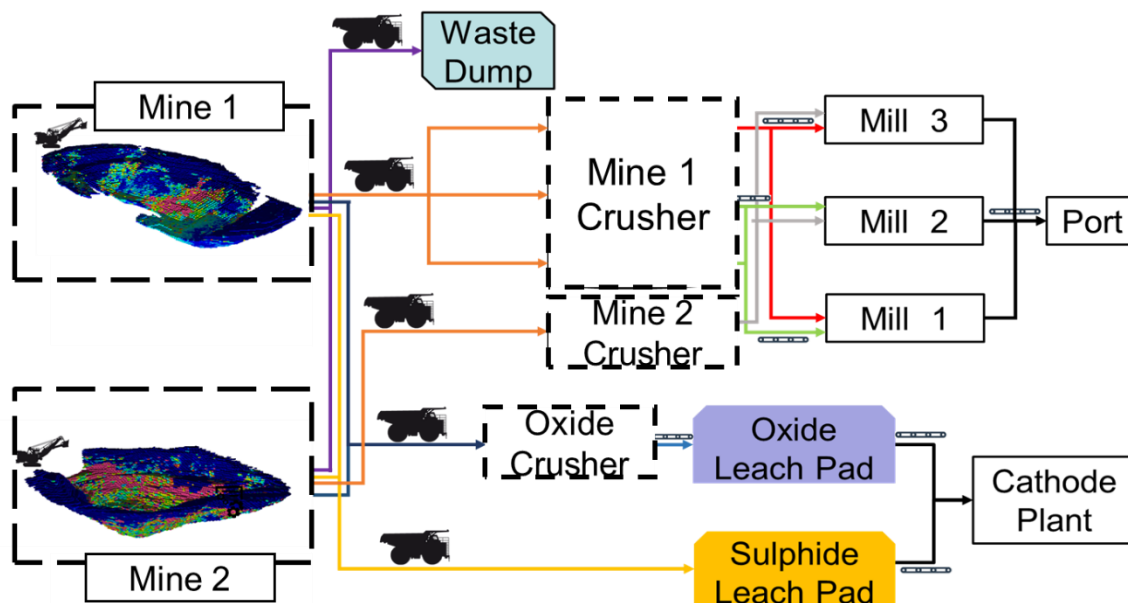 Waste
Dump
Mine 1
Mine 1
Crusher
Mill 3
Mill 2
Port
Mine 2
Crusher
Mill 1
Oxide
Crusher
Oxide
Leach Pad
Cathode
Plant
Sulphide
Leach Pad
Mine 2